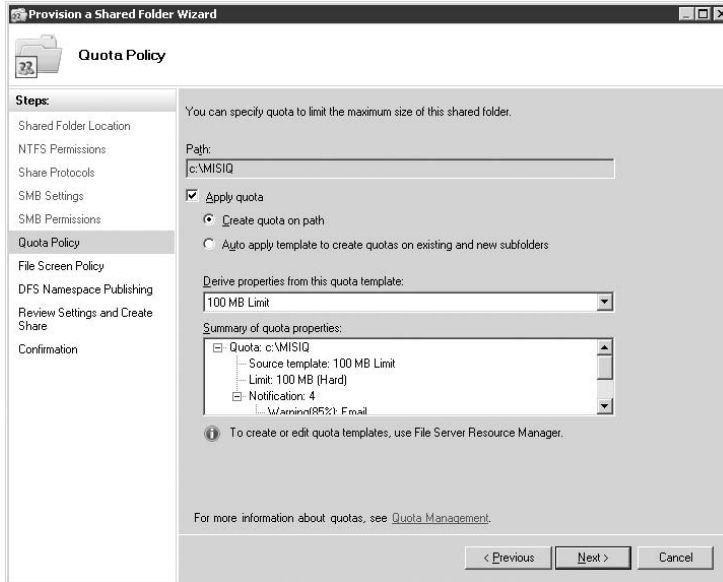 Provision a Shared Folder Wizard
Quota Policy
Steps:
Shared Folder Location
NTFS Permissions
Share Protocols
SMB Settings
SMB Permissions
Quota Policy
File Screen Policy
DFS Namespace Publishing
Review Settings and Create
Share
Confirmation
You can specify quota to limit the maximum size of this shared folder.
Path:
c:\MISIQ
Apply quota
Create quota on path
Auto apply template to create quotas on existing and new subfolders
Derive properties from this quota template:
100 MB Limit
Summary of quota properties:
Quota: c:\MISIQ
Source template: 100 MB Limit
Limit: 100 MB (Hard)
Notification: 4
Warning(85%): Email
To create or edit quota templates, use File Server Resource Manager.
For more information about quotas, see Quota Management.
< Previous
Next >
Cancel